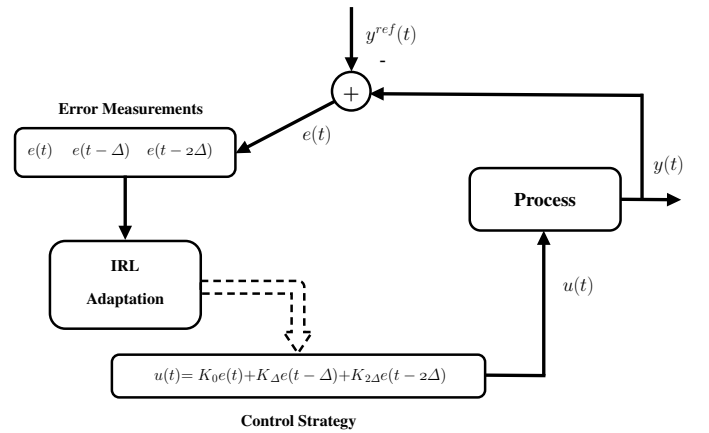 y^{ref}(t)
-
+
Error Measurements
e(t)
e(t − Δ) e(t − 2Δ)
e(t)
y(t)
Process
IRL
Adaptation
u(t)
u(t)= K_0e(t)+K_Δe(t − Δ)+K_{2Δ}e(t − 2Δ)
Control Strategy